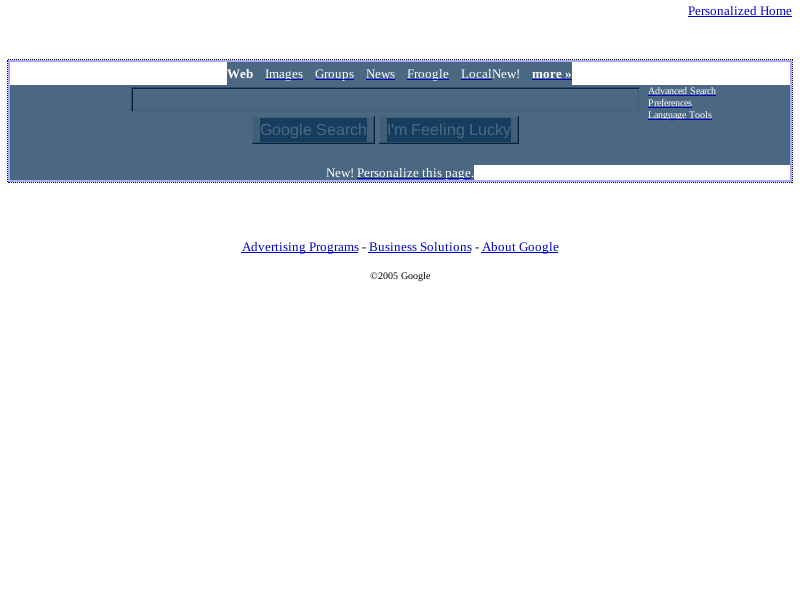 Personalized Home
Web Images Groups News Froogle LocalNew! more »
Advanced Search
Preferences
Language Tools
Google Search I'm Feeling Lucky
New! Personalize this page.
Advertising Programs - Business Solutions - About Google
©2005 Google